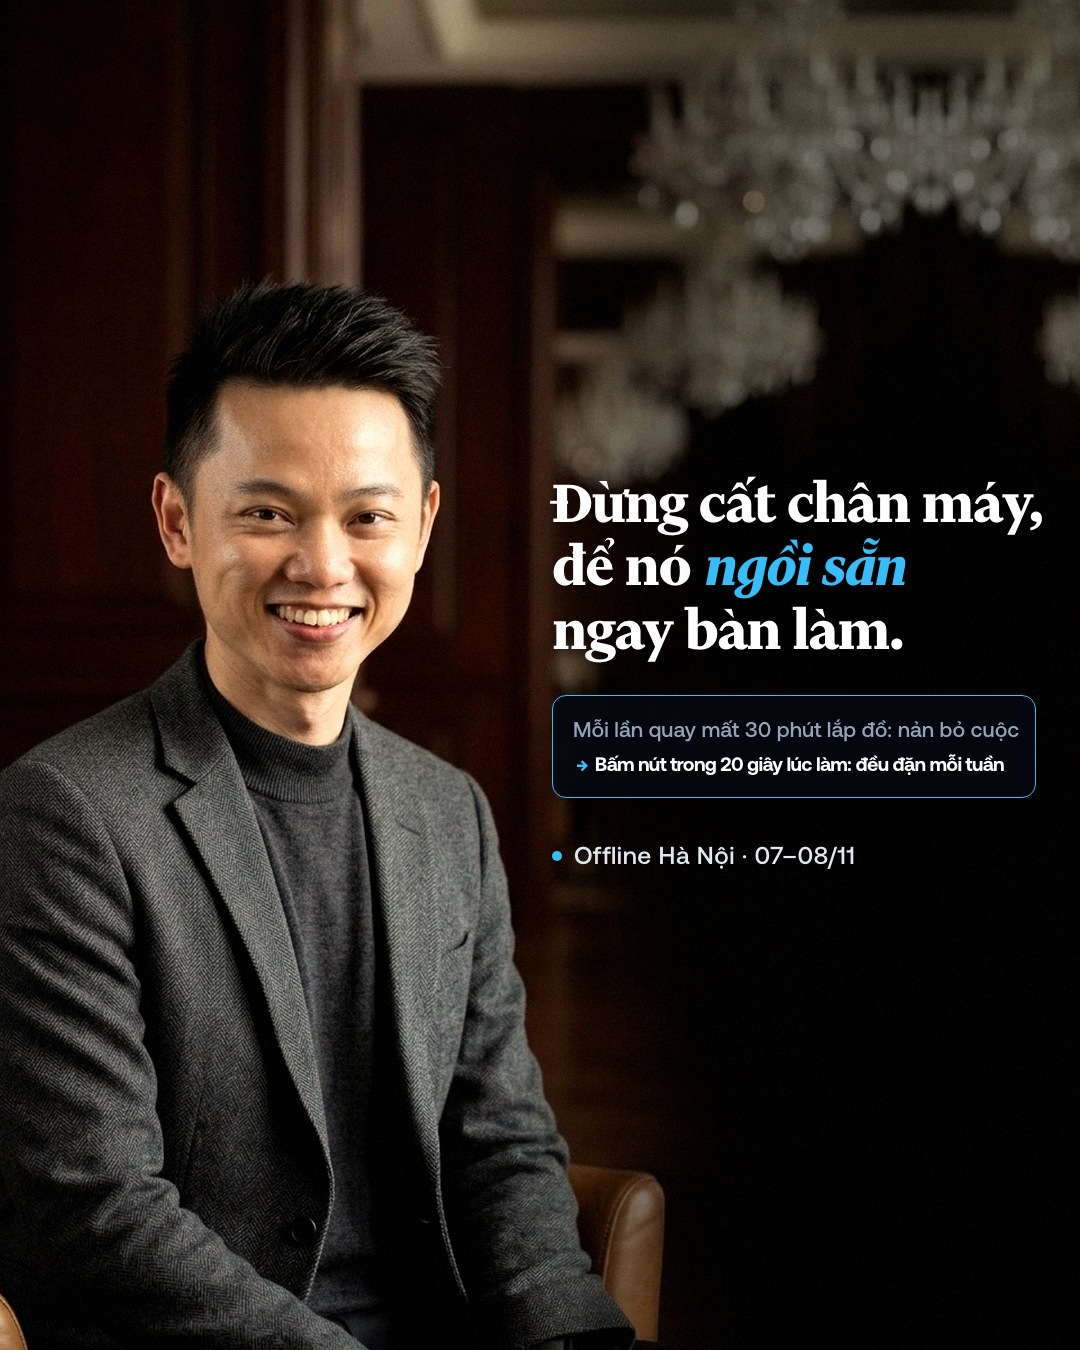 Đừng cất chân máy,
để nó ngồi sẵn
ngay bàn làm.
Mỗi lần quay mất 30 phút lắp đồ: nản bỏ cuộc
→ Bấm nút trong 20 giây lúc làm: đều đặn mỗi tuần
Offline Hà Nội · 07–08/11